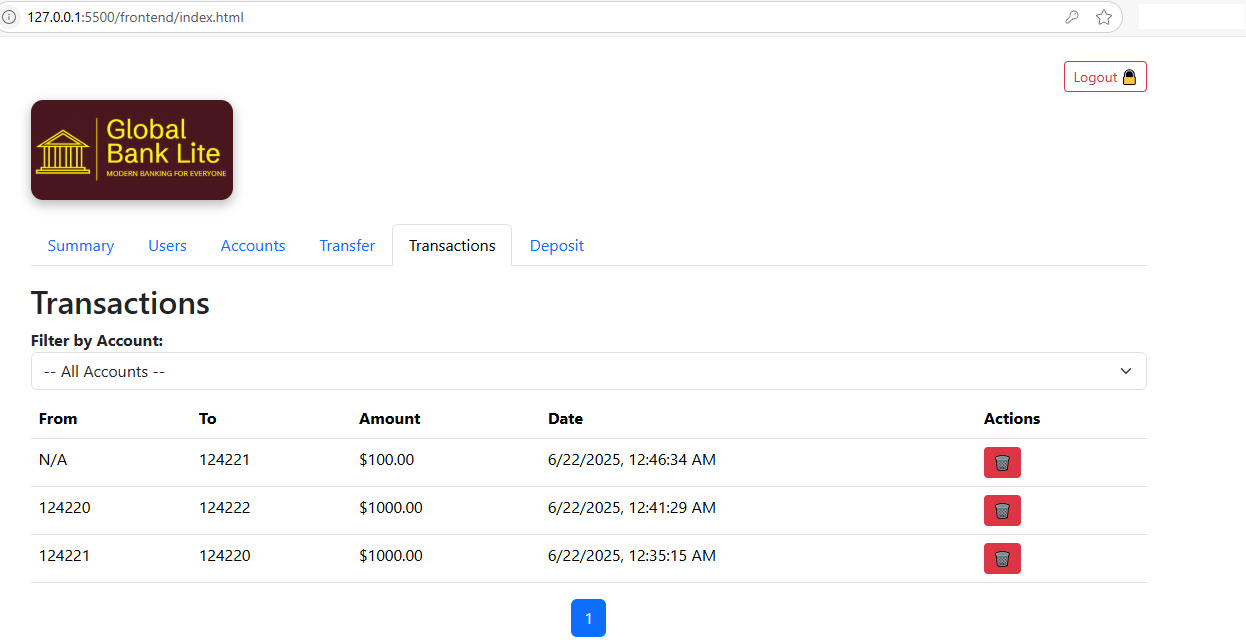 127.0.0.1:5500/frontend/index.html
Logout
Global
Bank Lite
MODERN BANKING FOR EVERYONE
Summary Users Accounts Transfer Transactions Deposit
Transactions
Filter by Account:
-- All Accounts --
From To Amount Date Actions
N/A 124221 $100.00 6/22/2025, 12:46:34 AM
124220 124222 $1000.00 6/22/2025, 12:41:29 AM
124221 124220 $1000.00 6/22/2025, 12:35:15 AM
1